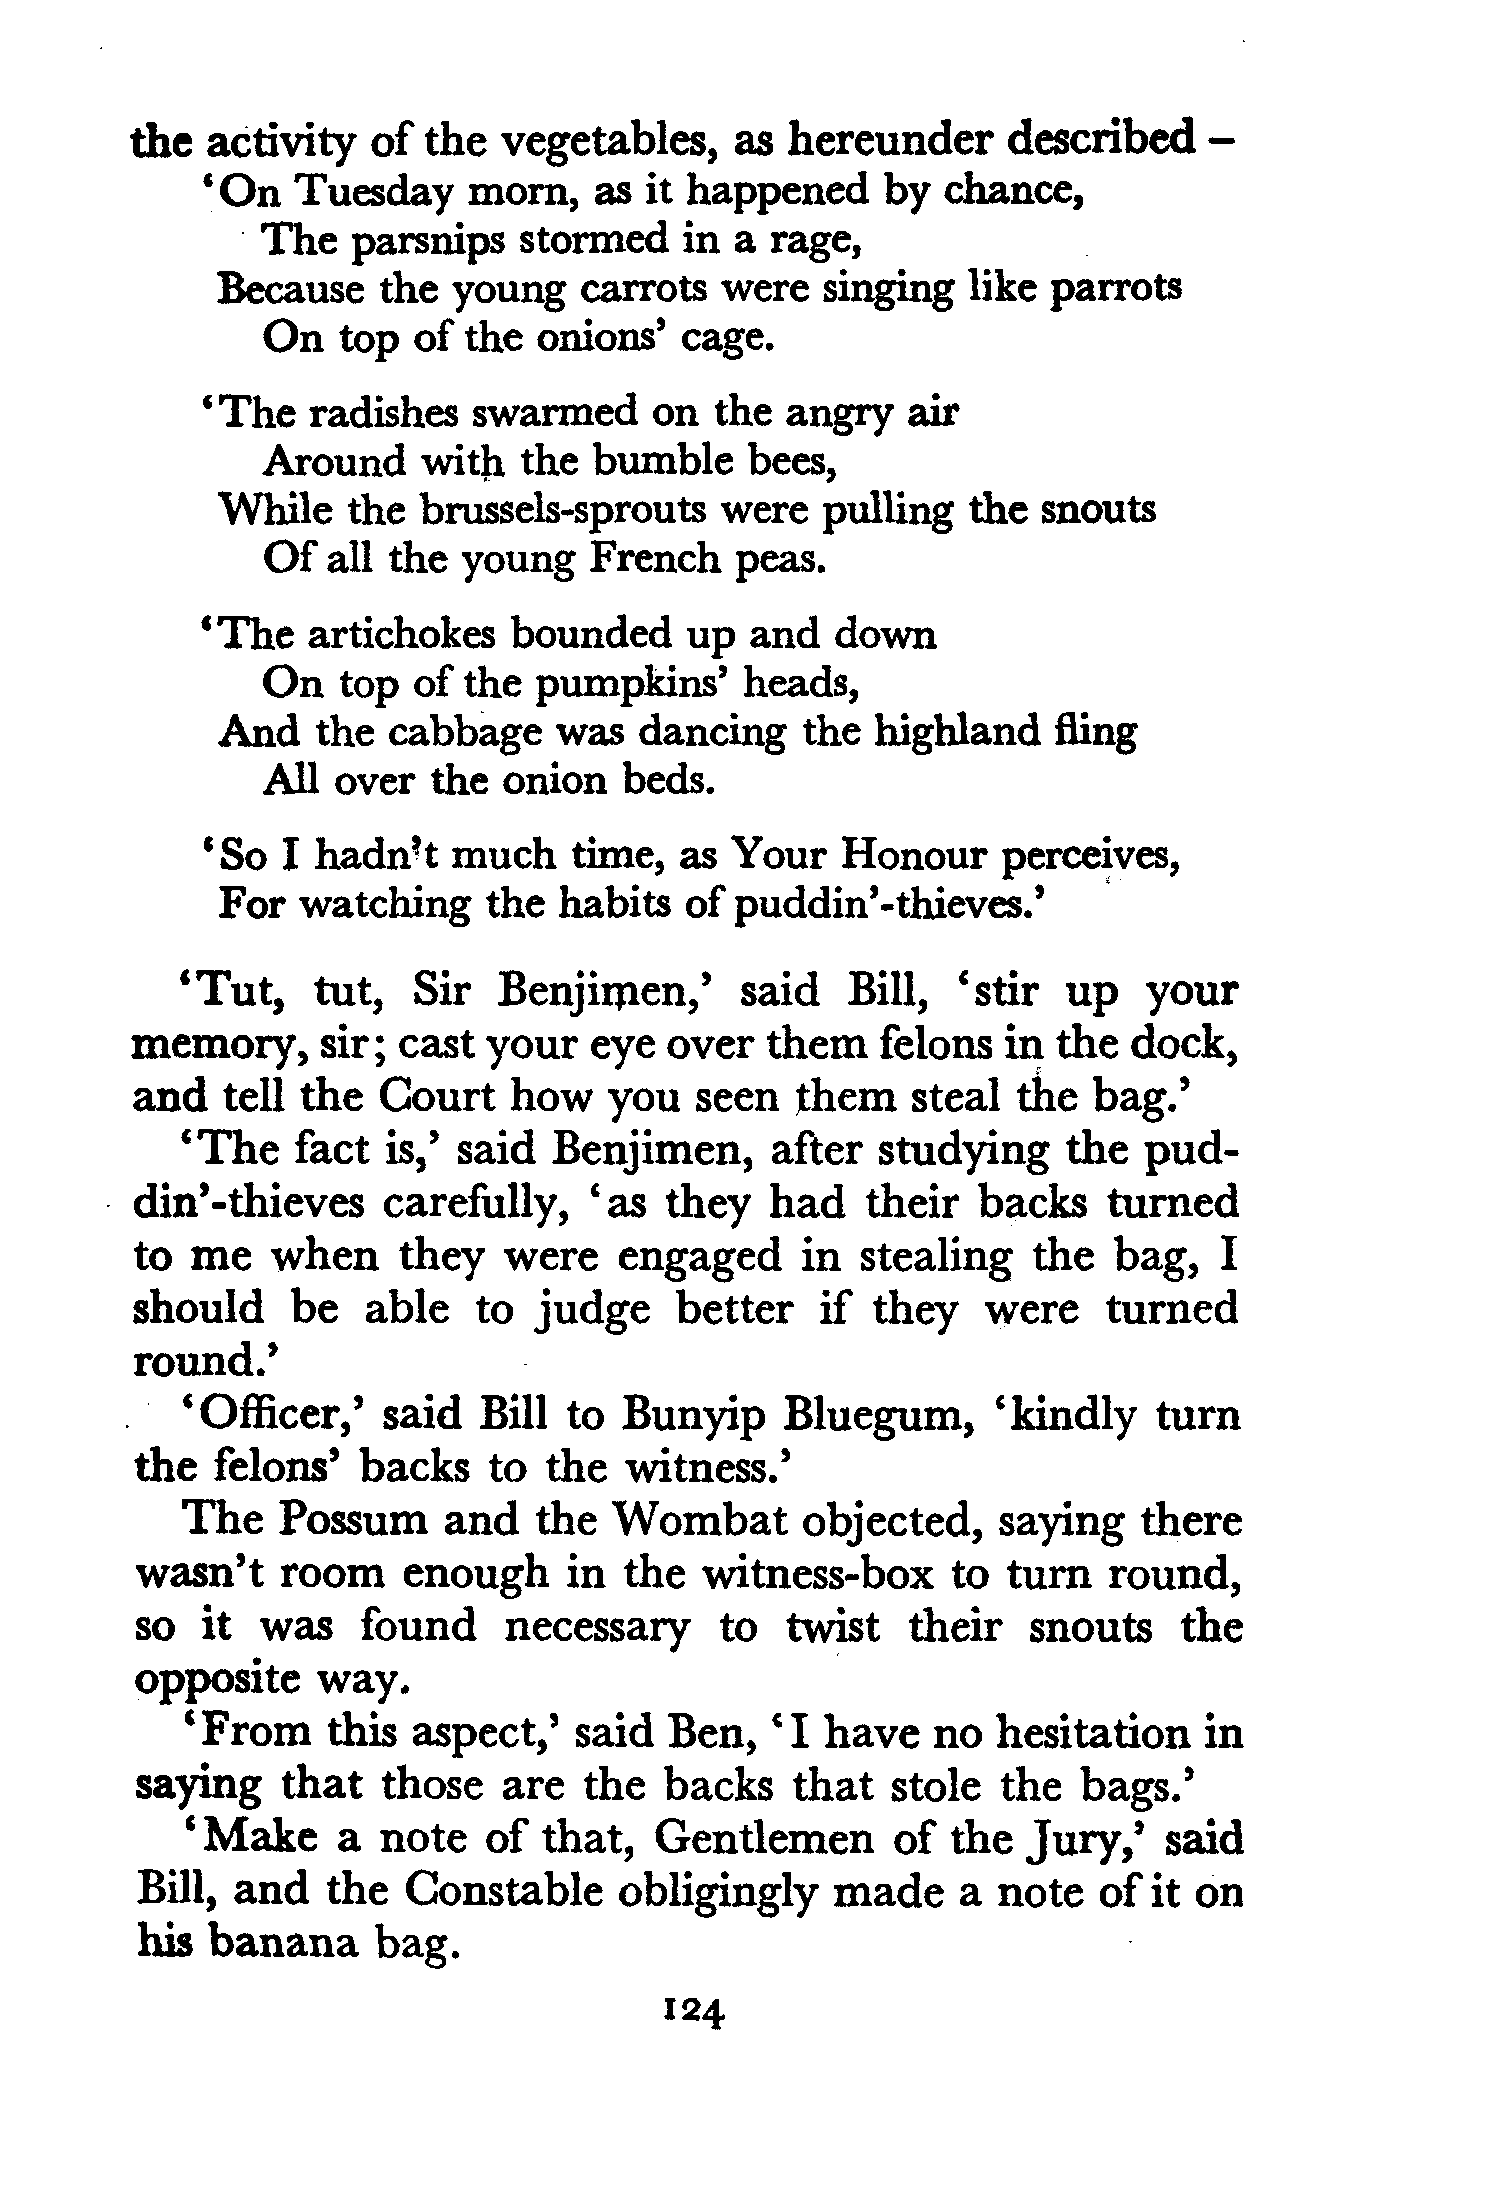 the activity of the vegetables, as hereunder described –
‘On Tuesday morn, as it happened by chance,
The parsnips stormed in a rage,
Because the young carrots were singing like parrots
On top of the onions’ cage.
‘The radishes swarmed on the angry air
Around with the bumble bees,
While the brussels-sprouts were pulling the snouts
Of all the young French peas.
‘The artichokes bounded up and down
On top of the pumpkins’ heads,
And the cabbage was dancing the highland fling
All over the onion beds.
‘So I hadn’t much time, as Your Honour perceives,
For watching the habits of puddin’-thieves.’
‘Tut, tut, Sir Benjimen,’ said Bill, ‘stir up your
memory, sir; cast your eye over them felons in the dock,
and tell the Court how you seen them steal the bag.’
‘The fact is,’ said Benjimen, after studying the pud-
din’-thieves carefully, ‘as they had their backs turned
to me when they were engaged in stealing the bag, I
should be able to judge better if they were turned
round.’
‘Officer,’ said Bill to Bunyip Bluegum, ‘kindly turn
the felons’ backs to the witness.’
The Possum and the Wombat objected, saying there
wasn’t room enough in the witness-box to turn round,
so it was found necessary to twist their snouts the
opposite way.
‘From this aspect,’ said Ben, ‘I have no hesitation in
saying that those are the backs that stole the bags.’
‘Make a note of that, Gentlemen of the Jury,’ said
Bill, and the Constable obligingly made a note of it on
his banana bag.
124